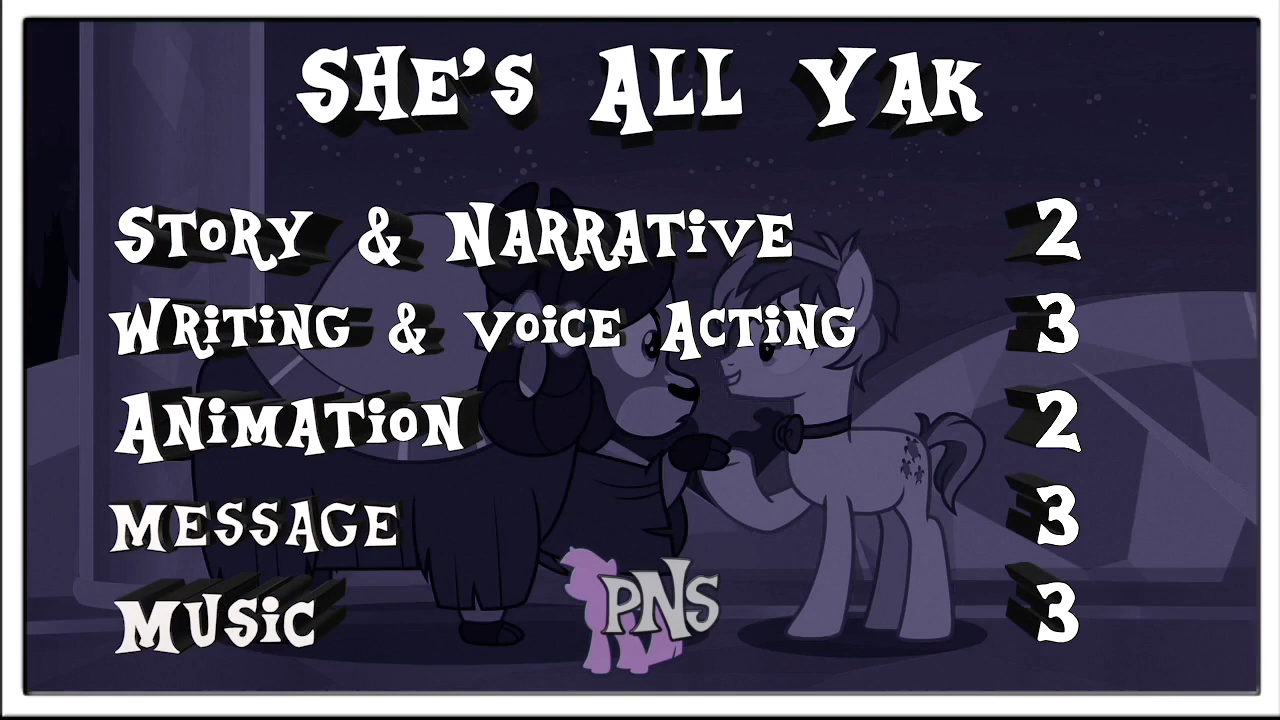 She's All Yak
Story & Narrative 2
Writing & Voice Acting 3
Animation 2
Message 3
Music 3
PNS